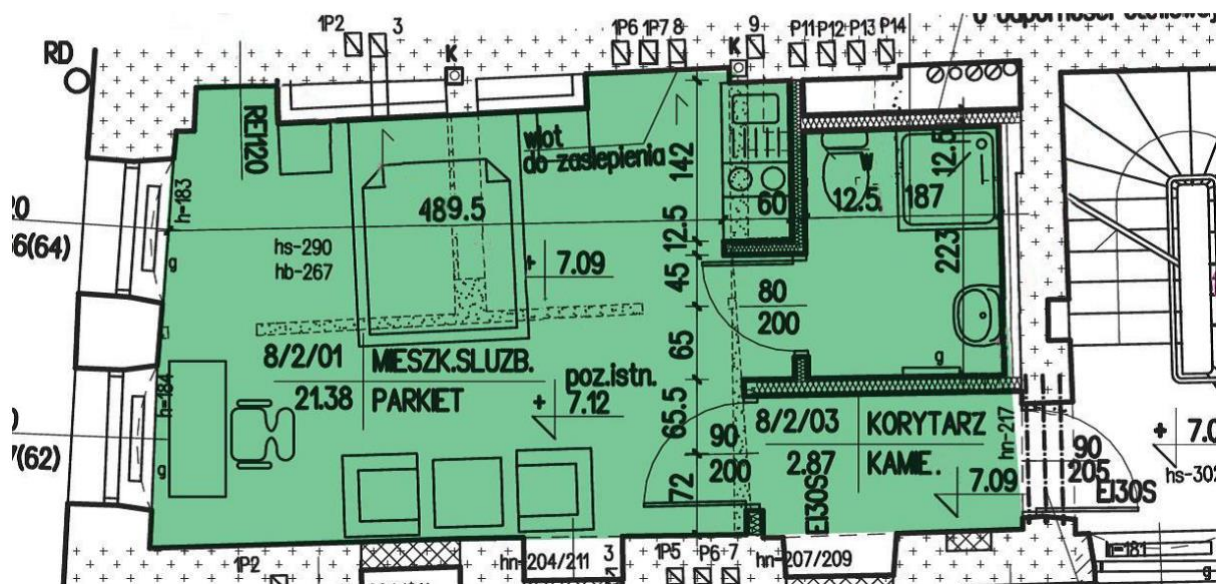 1P2
3
1P6
1P7
8
9
P11
P12
P13
P14
RD
K
K
REI120
wlot
do zaslepienia
h=183
489.5
142
60
W
12.5
12.5
187
hs-290
hb-267
+ 7.09
12.5
45
223
80
200
65
8/2/01 MIESZK.SLUZB.
21.38 PARKIET
poz.istn.
+ 7.12
h=184
g
g
g
65.5
90
200
72
8/2/03 KORYTARZ
2.87 KAMIE.
7.09
EI30S
hn-217
90
205
EI30S
+ 7.0
hs-302
6(64)
7(62)
1P2
hn-204/211
3
1P5
P6
7
hn-207/209
h=181
g